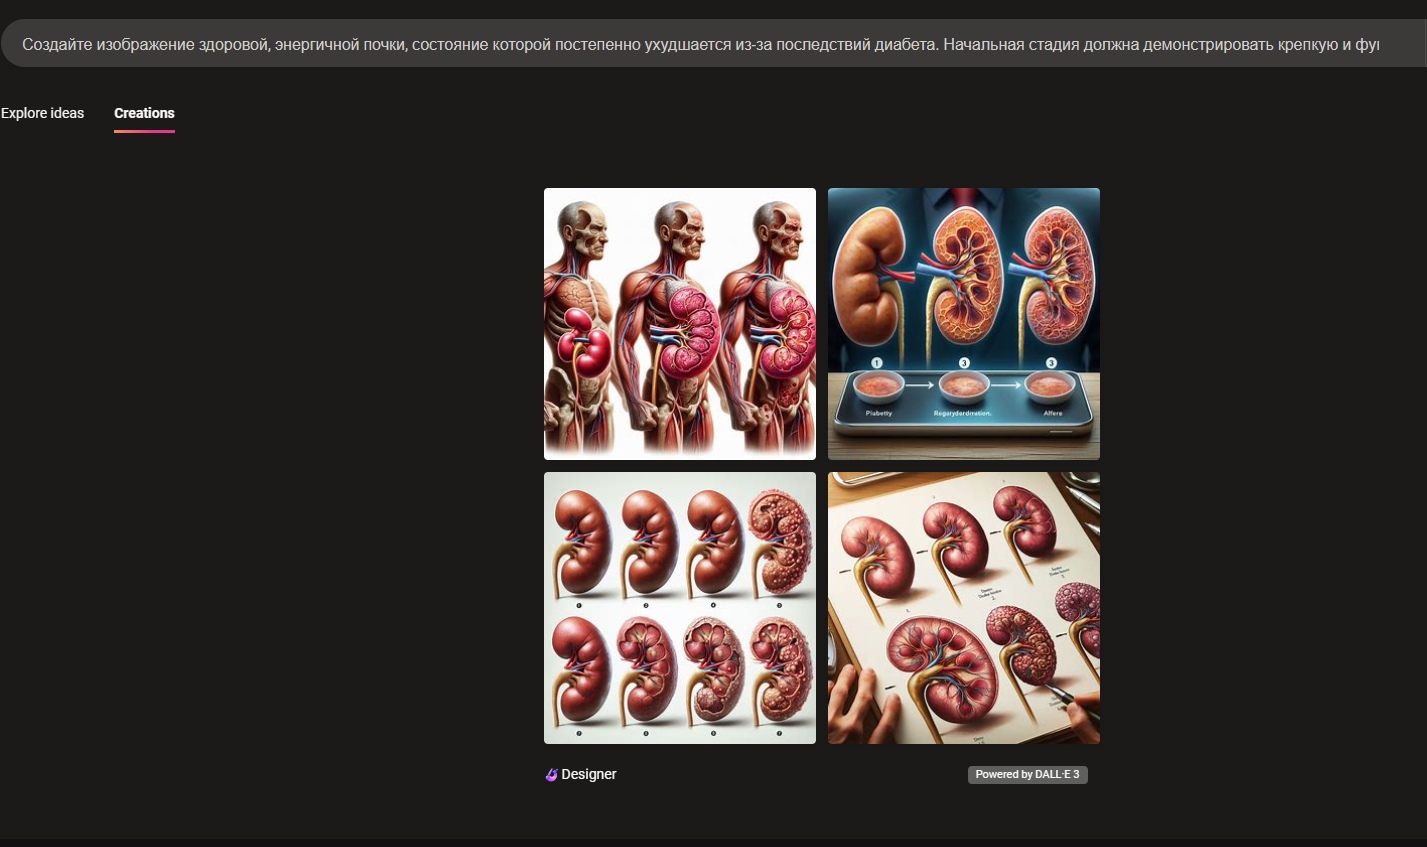 Создайте изображение здоровой, энергичной почки, состояние которой постепенно ухудшается из-за последствий диабета. Начальная стадия должна демонстрировать крепкую и фу
Explore ideas
Creations
1 3 3
Piabetty
Regarydardmation.
Alfere
Designer
Powered by DALL·E 3